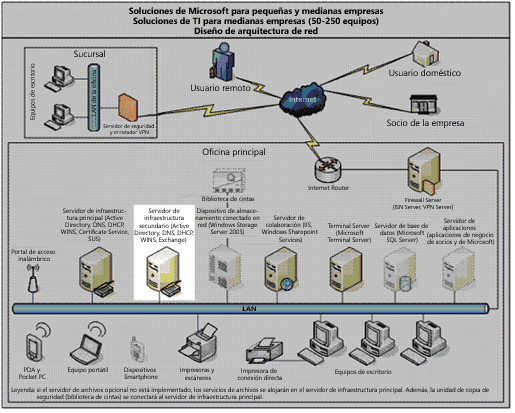 Soluciones de Microsoft para pequeñas y medianas empresas
Soluciones de TI para medianas empresas (50-250 equipos)
Diseño de arquitectura de red
Sucursal
Equipos de escritorio
LAN de la oficina
Servidor de seguridad
y enrutador VPN
Usuario remoto
Internet
Usuario doméstico
Socio de la empresa
Oficina principal
Internet Router
Firewall Server
(ISN Server, VPN Server)
Biblioteca de cintas
Portal de acceso
inalámbrico
Servidor de infraestruc-
tura principal (Active
Directory, DNS, DHCP,
WINS, Certificate Service,
SUS)
Servidor de
infraestructura
secundario (Active
Directory, DNS, DHCP,
WINS, Exchange)
Dispositivo de almace-
namiento conectado en
red (Windows Storage
Server 2003)
Servidor de
colaboración (IIS,
Windows Sharepoint
Services)
Terminal Server
(Microsoft
Terminal Server)
Servidor de base de
datos (Microsoft
SQL Server)
Servidor de
aplicaciones
(aplicaciones de negocio
de socios y de Microsoft)
LAN
PDA y
Pocket PC
Equipo portátil
Dispositivos
Smartphone
Impresoras y
escáneres
Impresora de
conexión directa
Equipos de escritorio
Leyenda: si el servidor de archivos opcional no está implementado, los servicios de archivos se alojarán en el servidor de infraestructura principal. Además, la unidad de copia de
seguridad (biblioteca de cintas) se conectará al servidor de infraestructura principal.